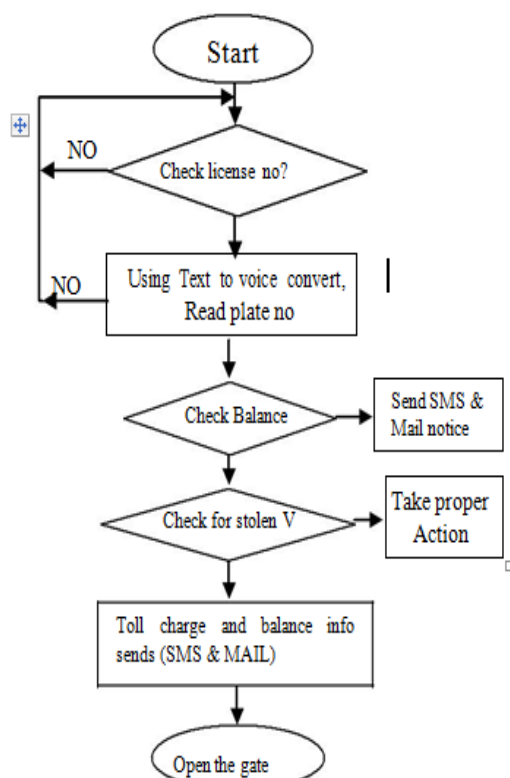 Start
NO
Check license no?
Using Text to voice convert,
Read plate no
NO
Check Balance
Send SMS &
Mail notice
Check for stolen V
Take proper
Action
Toll charge and balance info
sends (SMS & MAIL)
Open the gate